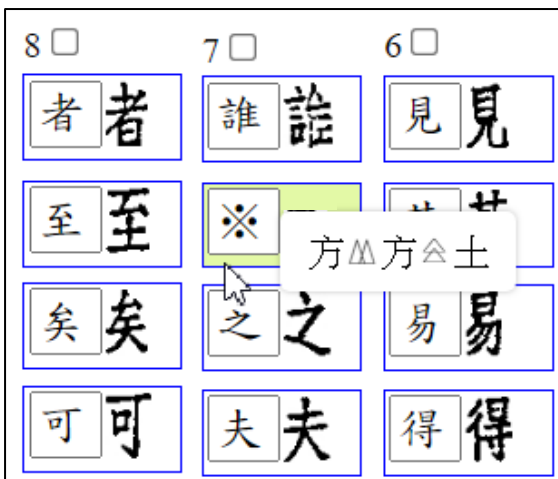 8 7 6
者 者 誰 誰 見 見
至 至 ※
方 方 土
矣 矣 之 之 易 易
可 可 夫 夫 得 得